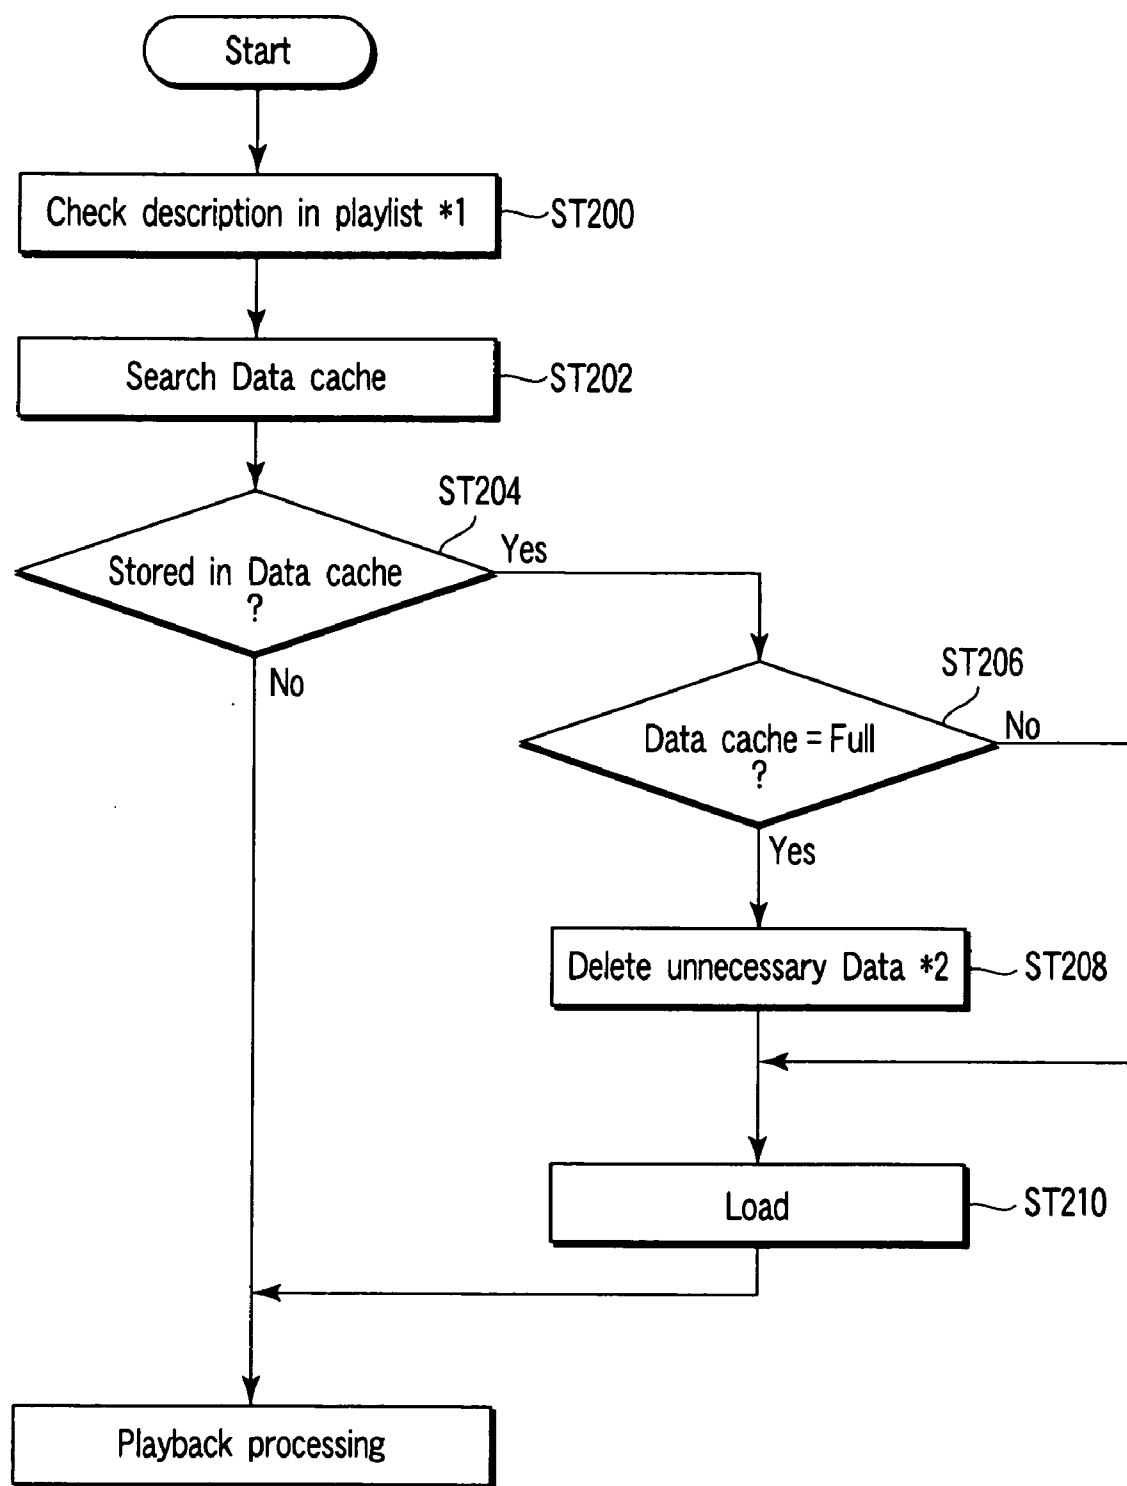 Start
Check description in playlist *1
ST200
Search Data cache
ST202
ST204
Stored in Data cache
?
Yes
No
ST206
Data cache = Full
?
No
Yes
Delete unnecessary Data *2
ST208
Load
ST210
Playback processing